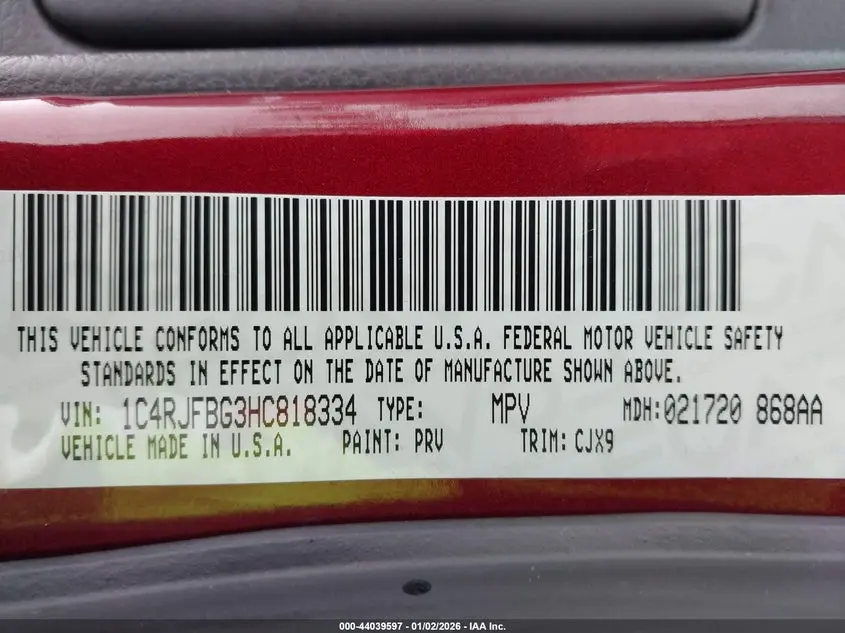 THIS VEHICLE CONFORMS TO ALL APPLICABLE U.S.A. FEDERAL MOTOR VEHICLE SAFETY
STANDARDS IN EFFECT ON THE DATE OF MANUFACTURE SHOWN ABOVE.
VIN: 1C4RJFBG3HC818334 TYPE: MPV MDH:021720 868AA
VEHICLE MADE IN U.S.A. PAINT: PRV TRIM: CJX9
000-44039597 - 01/02/2026 - IAA Inc.